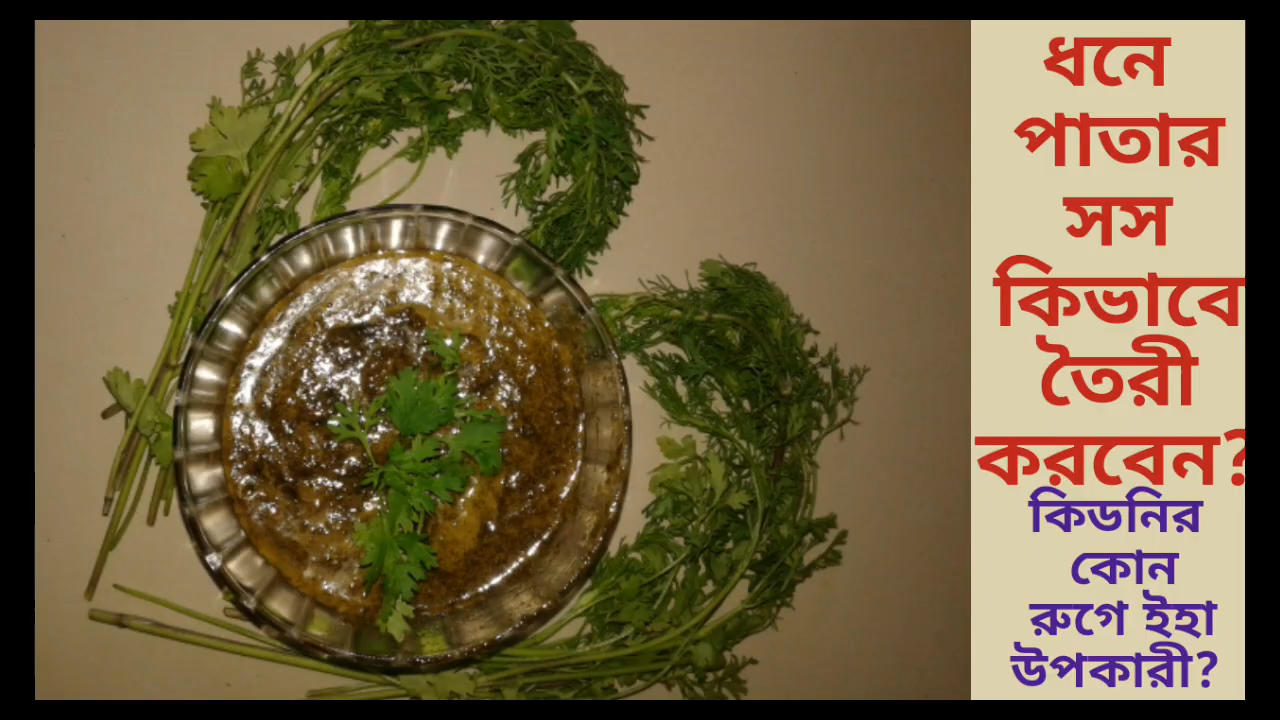 ধনে
পাতার
সস
কিভাবে
তৈরী
করবেন?
কিডনির
কোন
রুগে ইহা
উপকারী?